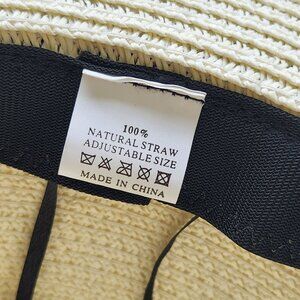 100%
NATURAL STRAW
ADJUSTABLE SIZE
MADE IN CHINA